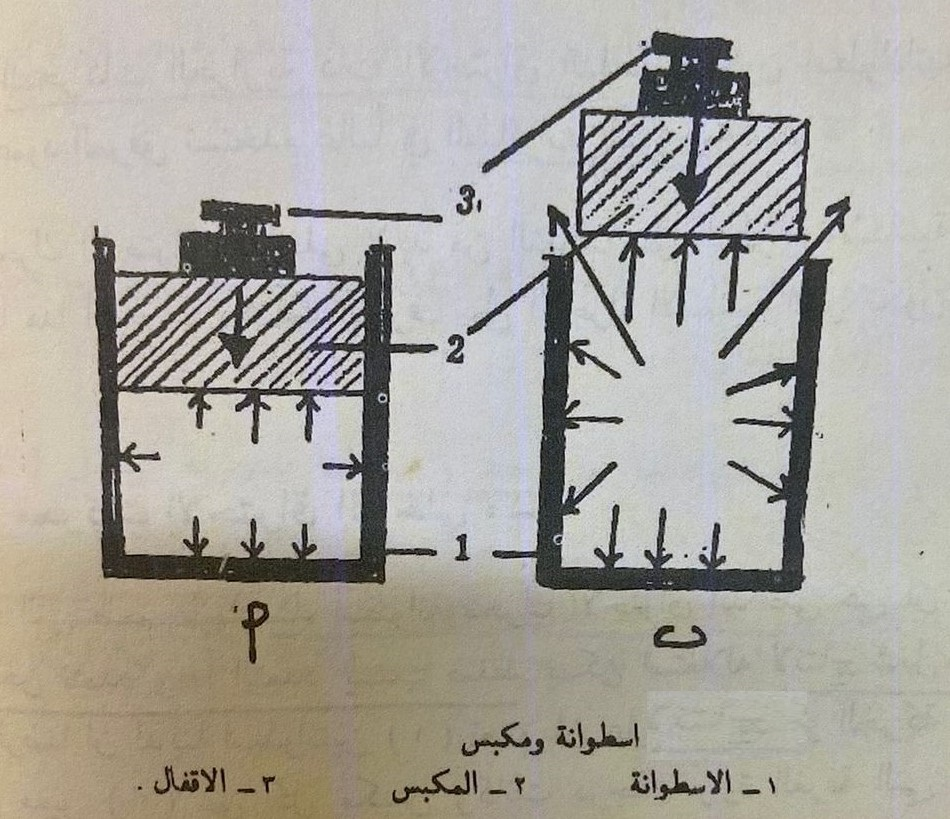 3
2
1
اسطوانة ومكبس
١ ـ الاسطوانة ٢ ـ المكبس ٣ ـ الاقفال .